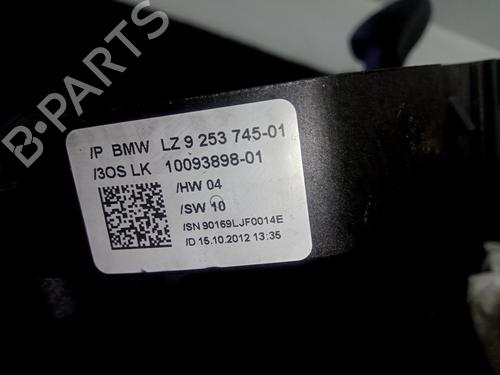 /P BMW LZ 9 253 745-01
/3OS LK 10093898-01
/HW 04
/SW 10
/SN 90169LJF0014E
/D 15.10.2012 13:35
B-PARTS